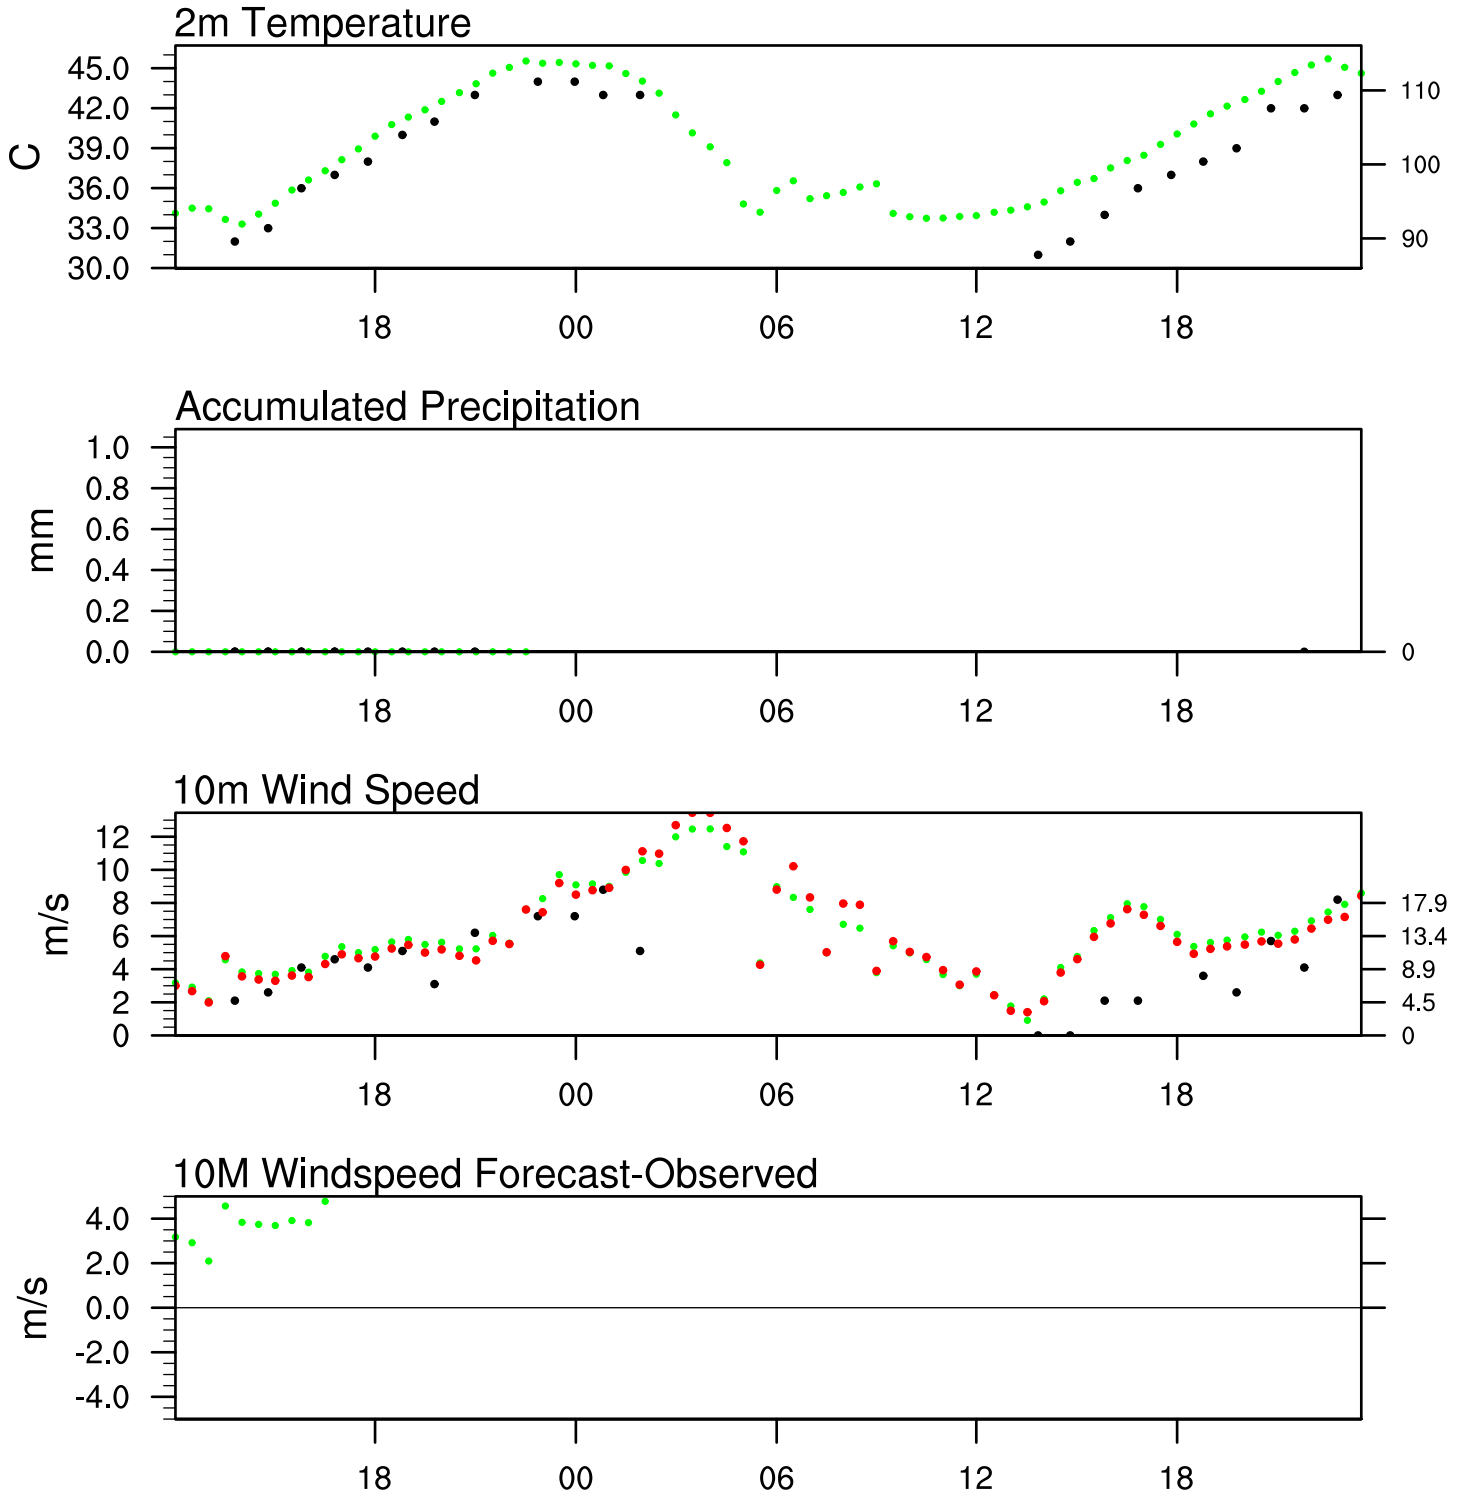 2m Temperature
45.0
42.0
39.0
36.0
33.0
30.0
C
110
100
90
18 00 06 12 18
Accumulated Precipitation
1.0
0.8
0.6
0.4
0.2
0.0
mm
0
18 00 06 12 18
10m Wind Speed
12
10
8
6
4
2
0
m/s
17.9
13.4
8.9
4.5
0
18 00 06 12 18
10M Windspeed Forecast-Observed
4.0
2.0
0.0
-2.0
-4.0
m/s
18 00 06 12 18